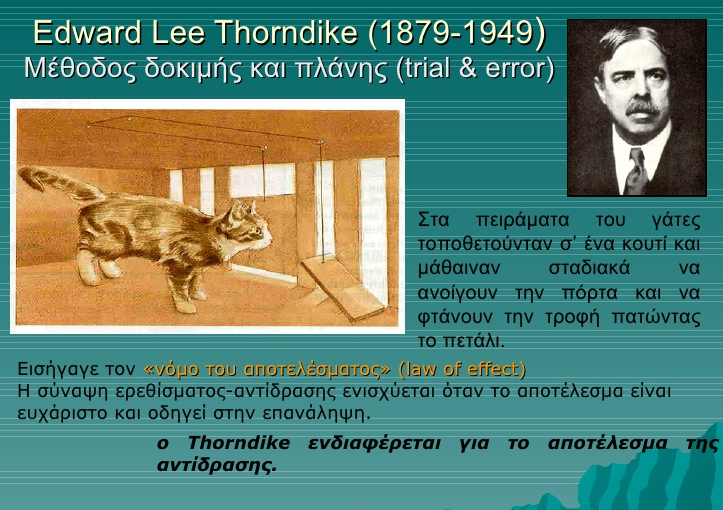 Edward Lee Thorndike (1879-1949)
Μέθοδος δοκιμής και πλάνης (trial & error)
Στα πειράματα του γάτες
τοποθετούνταν σ’ ένα κουτί και
μάθαιναν σταδιακά να
ανοίγουν την πόρτα και να
φτάνουν την τροφή πατώντας
το πετάλι.
Εισήγαγε τον «νόμο του αποτελέσματος» (law of effect)
Η σύναψη ερεθίσματος-αντίδρασης ενισχύεται όταν το αποτέλεσμα είναι
ευχάριστο και οδηγεί στην επανάληψη.
ο Thorndike ενδιαφέρεται για το αποτέλεσμα της
αντίδρασης.